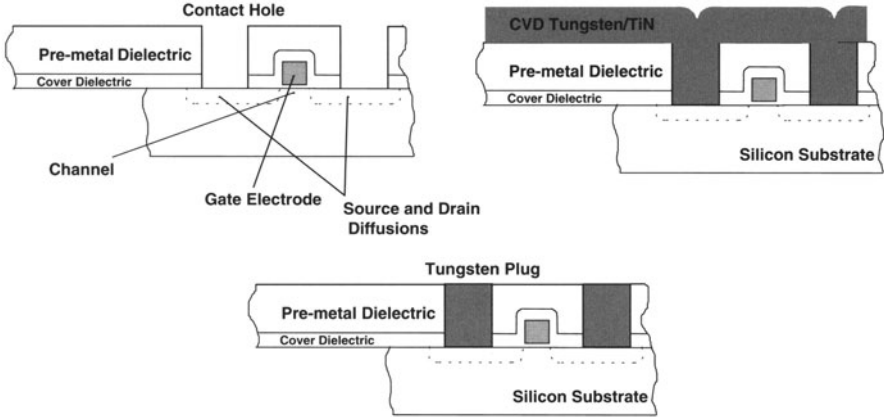 Contact Hole
Pre-metal Dielectric
Cover Dielectric
Channel
Gate Electrode
Source and Drain
Diffusions
CVD Tungsten/TiN
Pre-metal Dielectric
Cover Dielectric
Silicon Substrate
Tungsten Plug
Pre-metal Dielectric
Cover Dielectric
Silicon Substrate